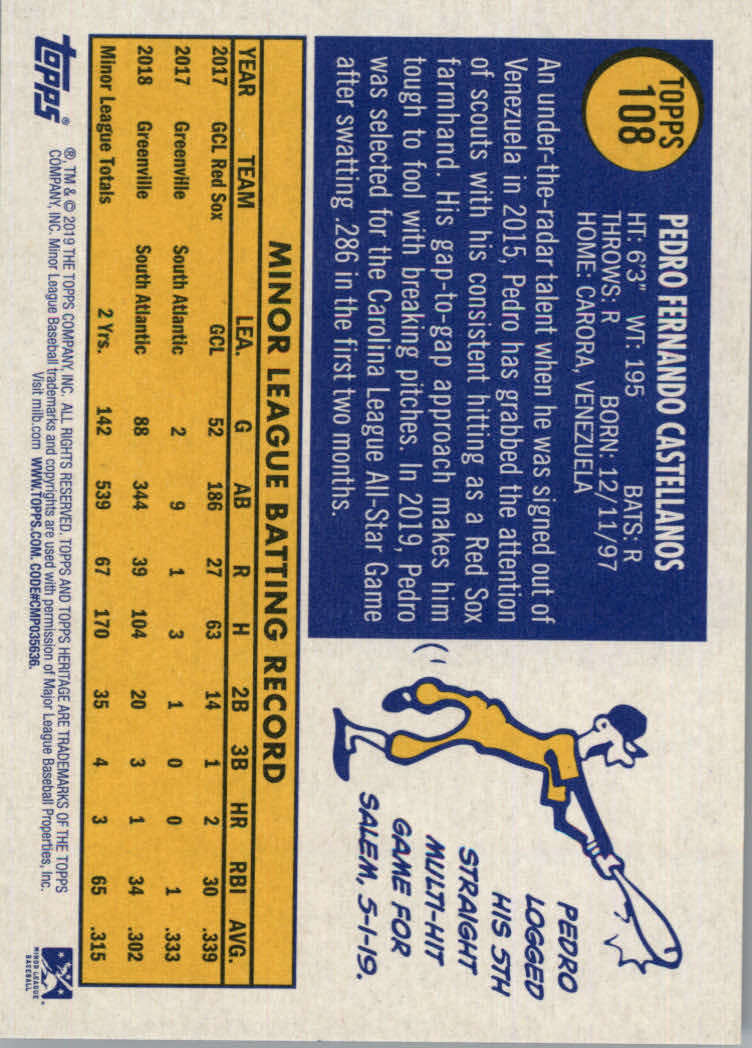 TOPPS
108
PEDRO FERNANDO CASTELLANOS
HT: 6'3" WT: 195 BATS: R
THROWS: R BORN: 12/11/97
HOME: CARORA, VENEZUELA
An under-the-radar talent when he was signed out of
Venezuela in 2015, Pedro has grabbed the attention
of scouts with his consistent hitting as a Red Sox
farmhand. His gap-to-gap approach makes him
tough to fool with breaking pitches. In 2019, Pedro
was selected for the Carolina League All-Star Game
after swatting .286 in the first two months.
PEDRO
LOGGED
HIS 5TH
STRAIGHT
MULTI-HIT
GAME FOR
SALEM, 5-1-19.
MINOR LEAGUE BATTING RECORD
YEAR TEAM LEA. G AB R H 2B 3B HR RBI AVG.
2017 GCL Red Sox GCL 52 186 27 63 14 1 2 30 .339
2017 Greenville South Atlantic 2 9 1 3 1 0 0 1 .333
2018 Greenville South Atlantic 88 344 39 104 20 3 1 34 .302
Minor League Totals 2 Yrs. 142 539 67 170 35 4 3 65 .315
topps®
®, TM & © 2019 THE TOPPS COMPANY, INC. ALL RIGHTS RESERVED. TOPPS AND TOPPS HERITAGE ARE TRADEMARKS OF THE TOPPS
COMPANY, INC. Minor League Baseball trademarks and copyrights are used with permission of Major League Baseball Properties, Inc.
Visit milb.com WWW.TOPPS.COM. CODE#CMP035636.
MINOR LEAGUE
BASEBALL